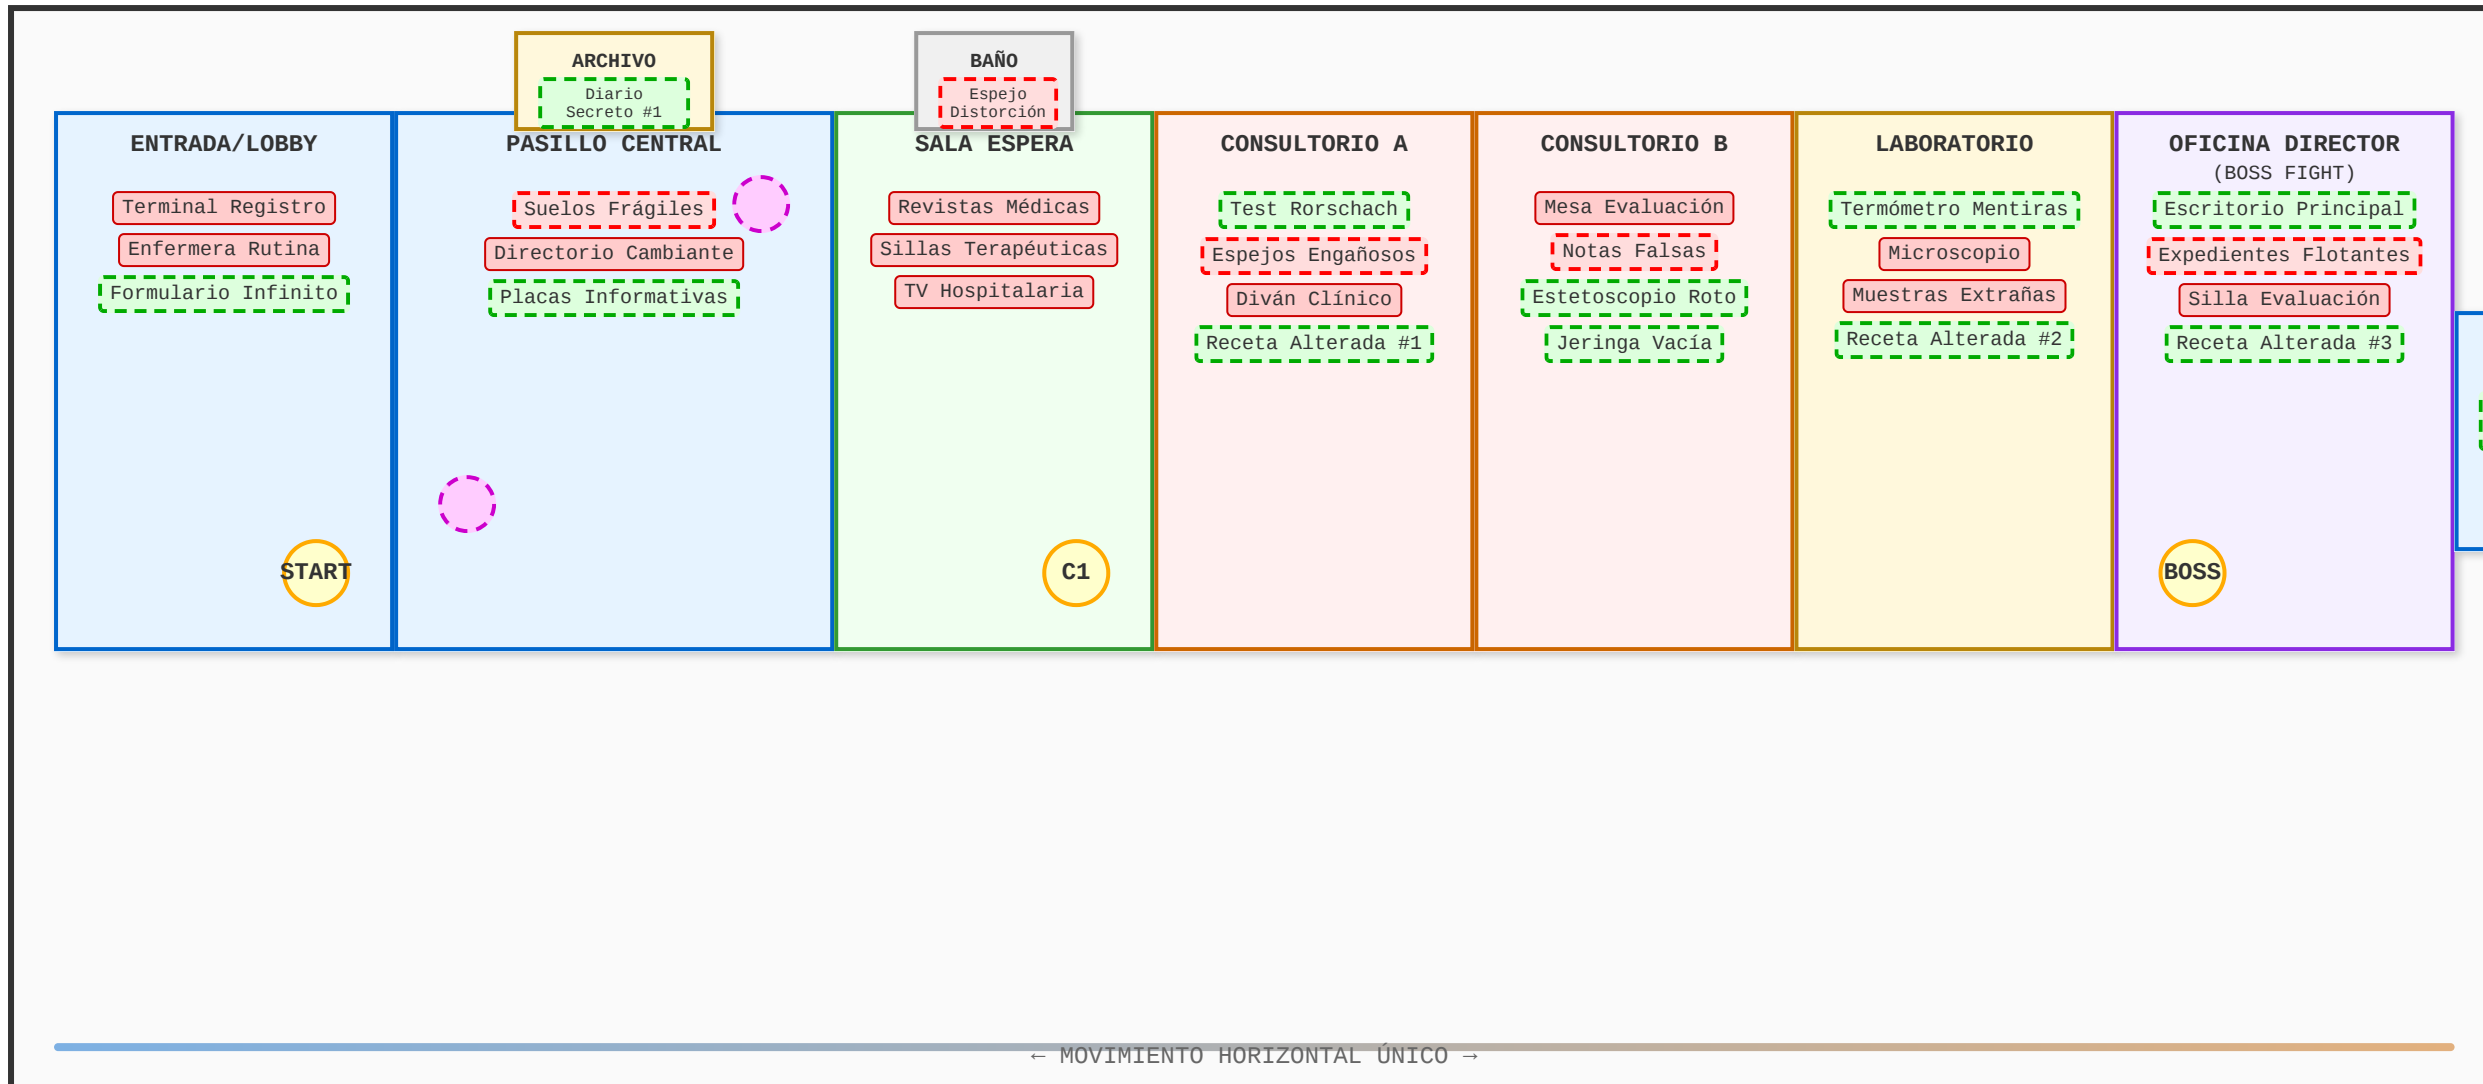 ARCHIVO
Diario
Secreto #1
BAÑO
Espejo
Distorción
ENTRADA/LOBBY
Terminal Registro
Enfermera Rutina
Formulario Infinito
START
PASILLO CENTRAL
Suelos Frágiles
Directorio Cambiante
Placas Informativas
SALA ESPERA
Revistas Médicas
Sillas Terapéuticas
TV Hospitalaria
C1
CONSULTORIO A
Test Rorschach
Espejos Engañosos
Diván Clínico
Receta Alterada #1
CONSULTORIO B
Mesa Evaluación
Notas Falsas
Estetoscopio Roto
Jeringa Vacía
LABORATORIO
Termómetro Mentiras
Microscopio
Muestras Extrañas
Receta Alterada #2
OFICINA DIRECTOR
(BOSS FIGHT)
Escritorio Principal
Expedientes Flotantes
Silla Evaluación
Receta Alterada #3
BOSS
← MOVIMIENTO HORIZONTAL ÚNICO →